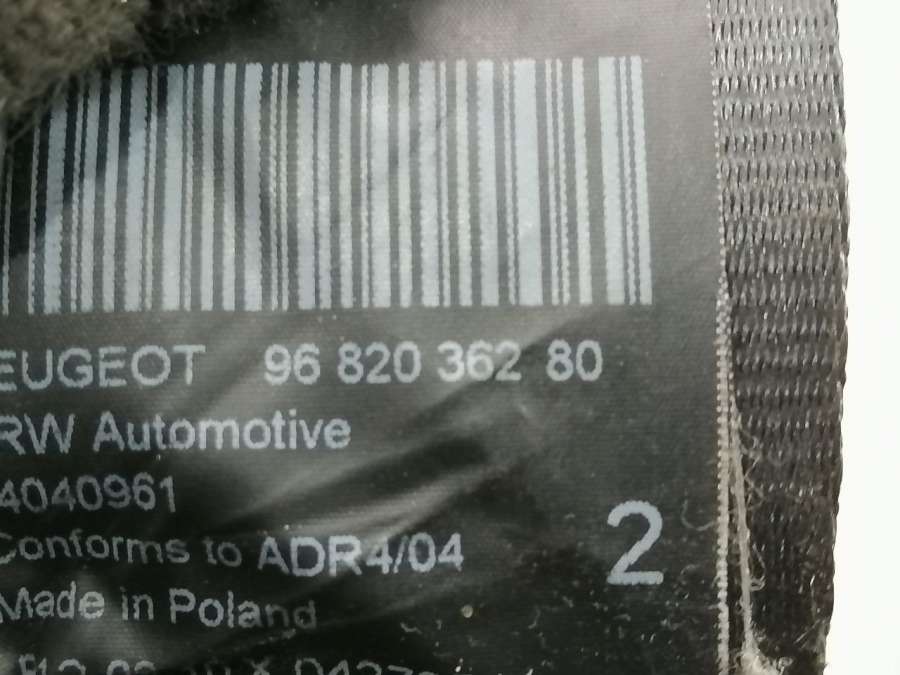 EUGEOT 96 820 362 80
RW Automotive
4040961
Conforms to ADR4/04
2
Made in Poland